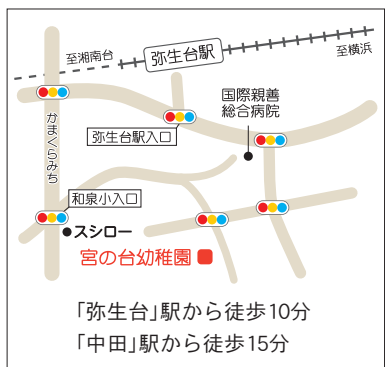 至湘南台
弥生台駅
至横浜
国際親善
総合病院
かまくらみち
弥生台駅入口
和泉小入口
スシロー
宮の台幼稚園
「弥生台」駅から徒歩10分
「中田」駅から徒歩15分